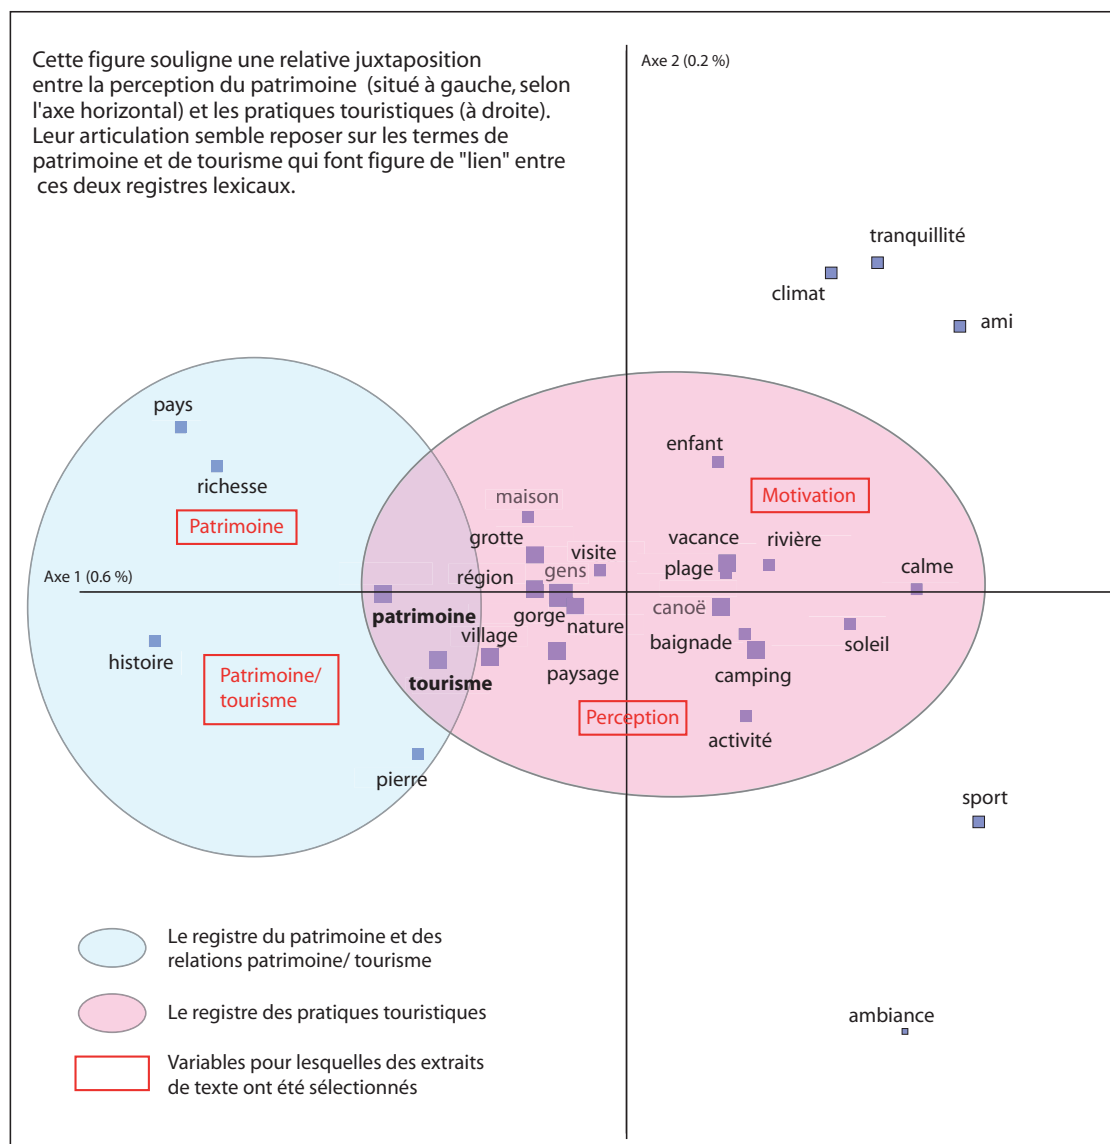 Cette figure souligne une relative juxtaposition
entre la perception du patrimoine (situé à gauche, selon
l'axe horizontal) et les pratiques touristiques (à droite).
Leur articulation semble reposer sur les termes de
patrimoine et de tourisme qui font figure de "lien" entre
ces deux registres lexicaux.
Axe 2 (0.2 %)
tranquillité
climat
ami
pays
richesse
Patrimoine
enfant
Motivation
maison
grotte
visite
vacance
rivière
région
gens
plage
calme
Axe 1 (0.6 %)
patrimoine
gorge
nature
canoë
village
baignade
soleil
histoire
tourisme
paysage
camping
Patrimoine/
tourisme
Perception
activité
pierre
sport
ambiance
Le registre du patrimoine et des
relations patrimoine/ tourisme
Le registre des pratiques touristiques
Variables pour lesquelles des extraits
de texte ont été sélectionnés